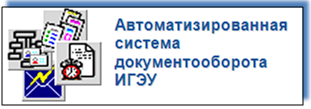 Автоматизированная
система
документооборота
ИГЭУ